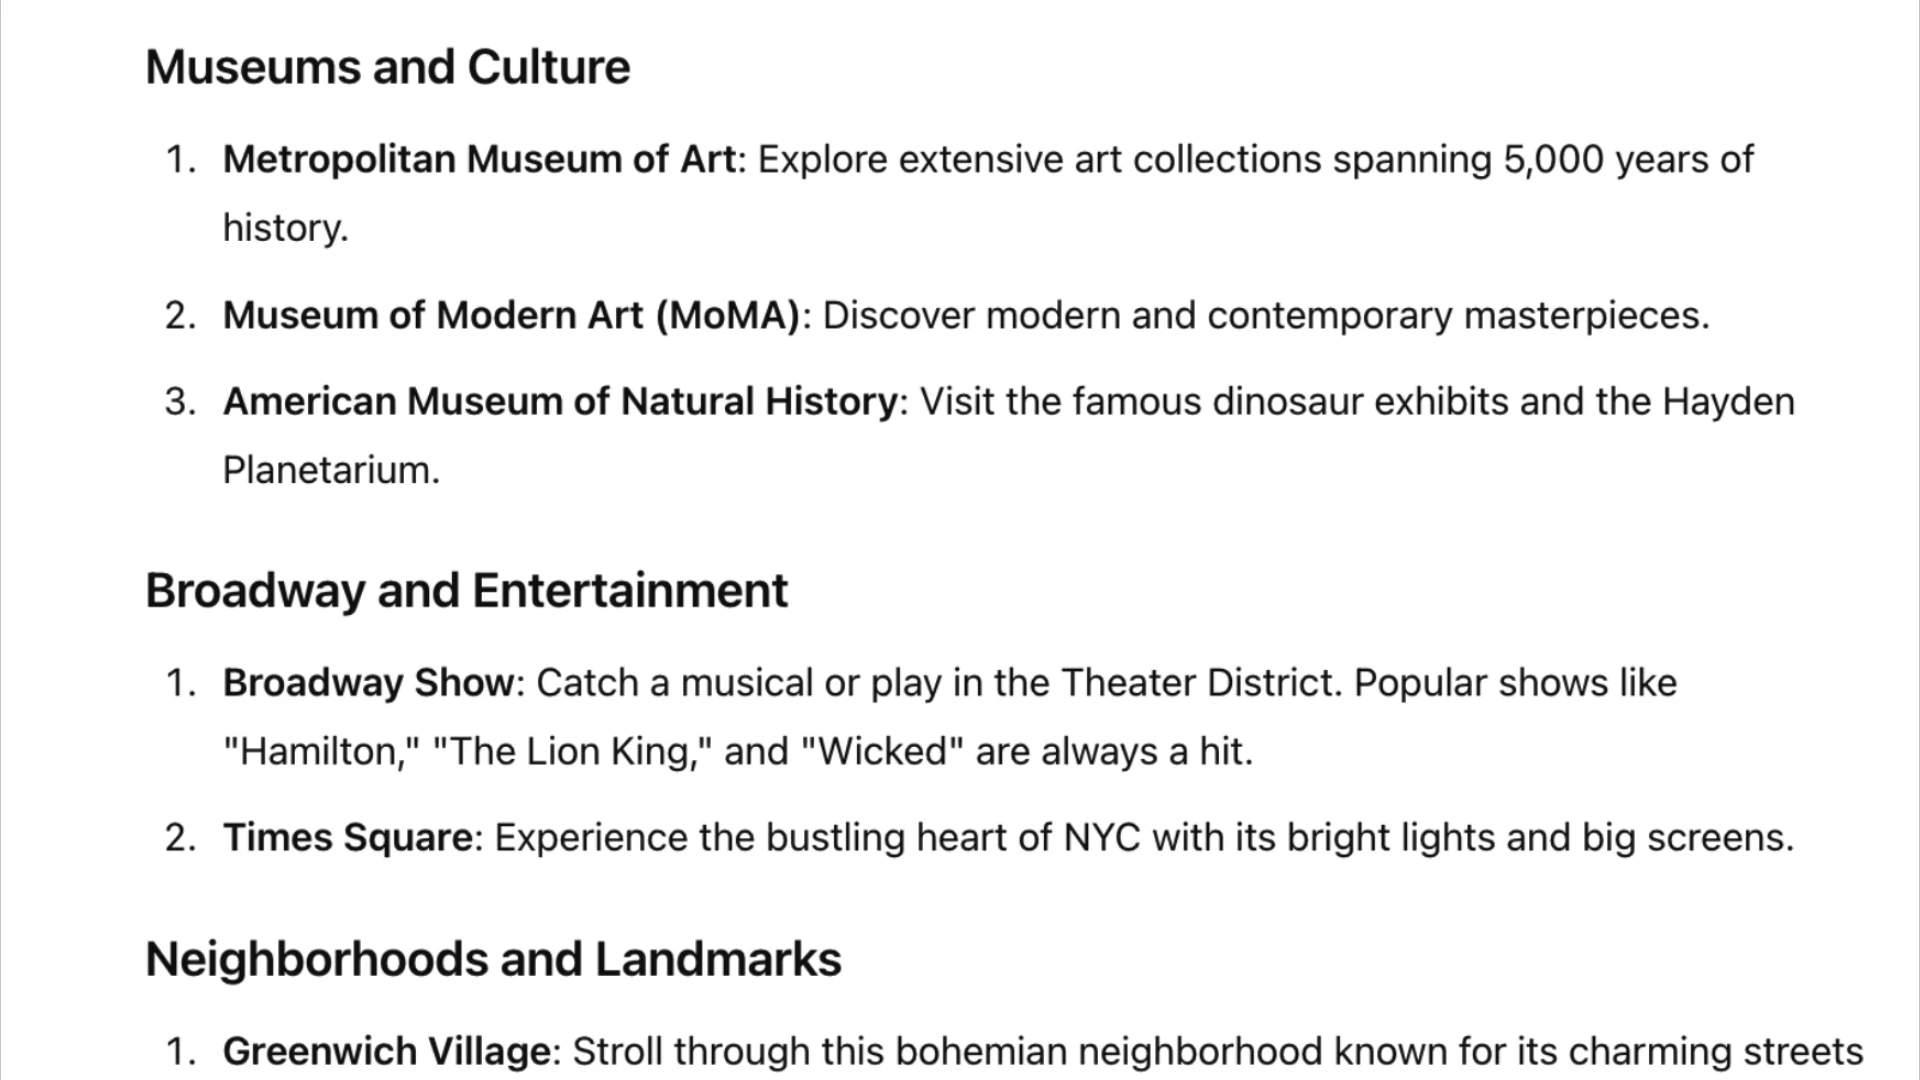 Museums and Culture
1. Metropolitan Museum of Art: Explore extensive art collections spanning 5,000 years of
history.
2. Museum of Modern Art (MoMA): Discover modern and contemporary masterpieces.
3. American Museum of Natural History: Visit the famous dinosaur exhibits and the Hayden
Planetarium.
Broadway and Entertainment
1. Broadway Show: Catch a musical or play in the Theater District. Popular shows like
"Hamilton," "The Lion King," and "Wicked" are always a hit.
2. Times Square: Experience the bustling heart of NYC with its bright lights and big screens.
Neighborhoods and Landmarks
1. Greenwich Village: Stroll through this bohemian neighborhood known for its charming streets